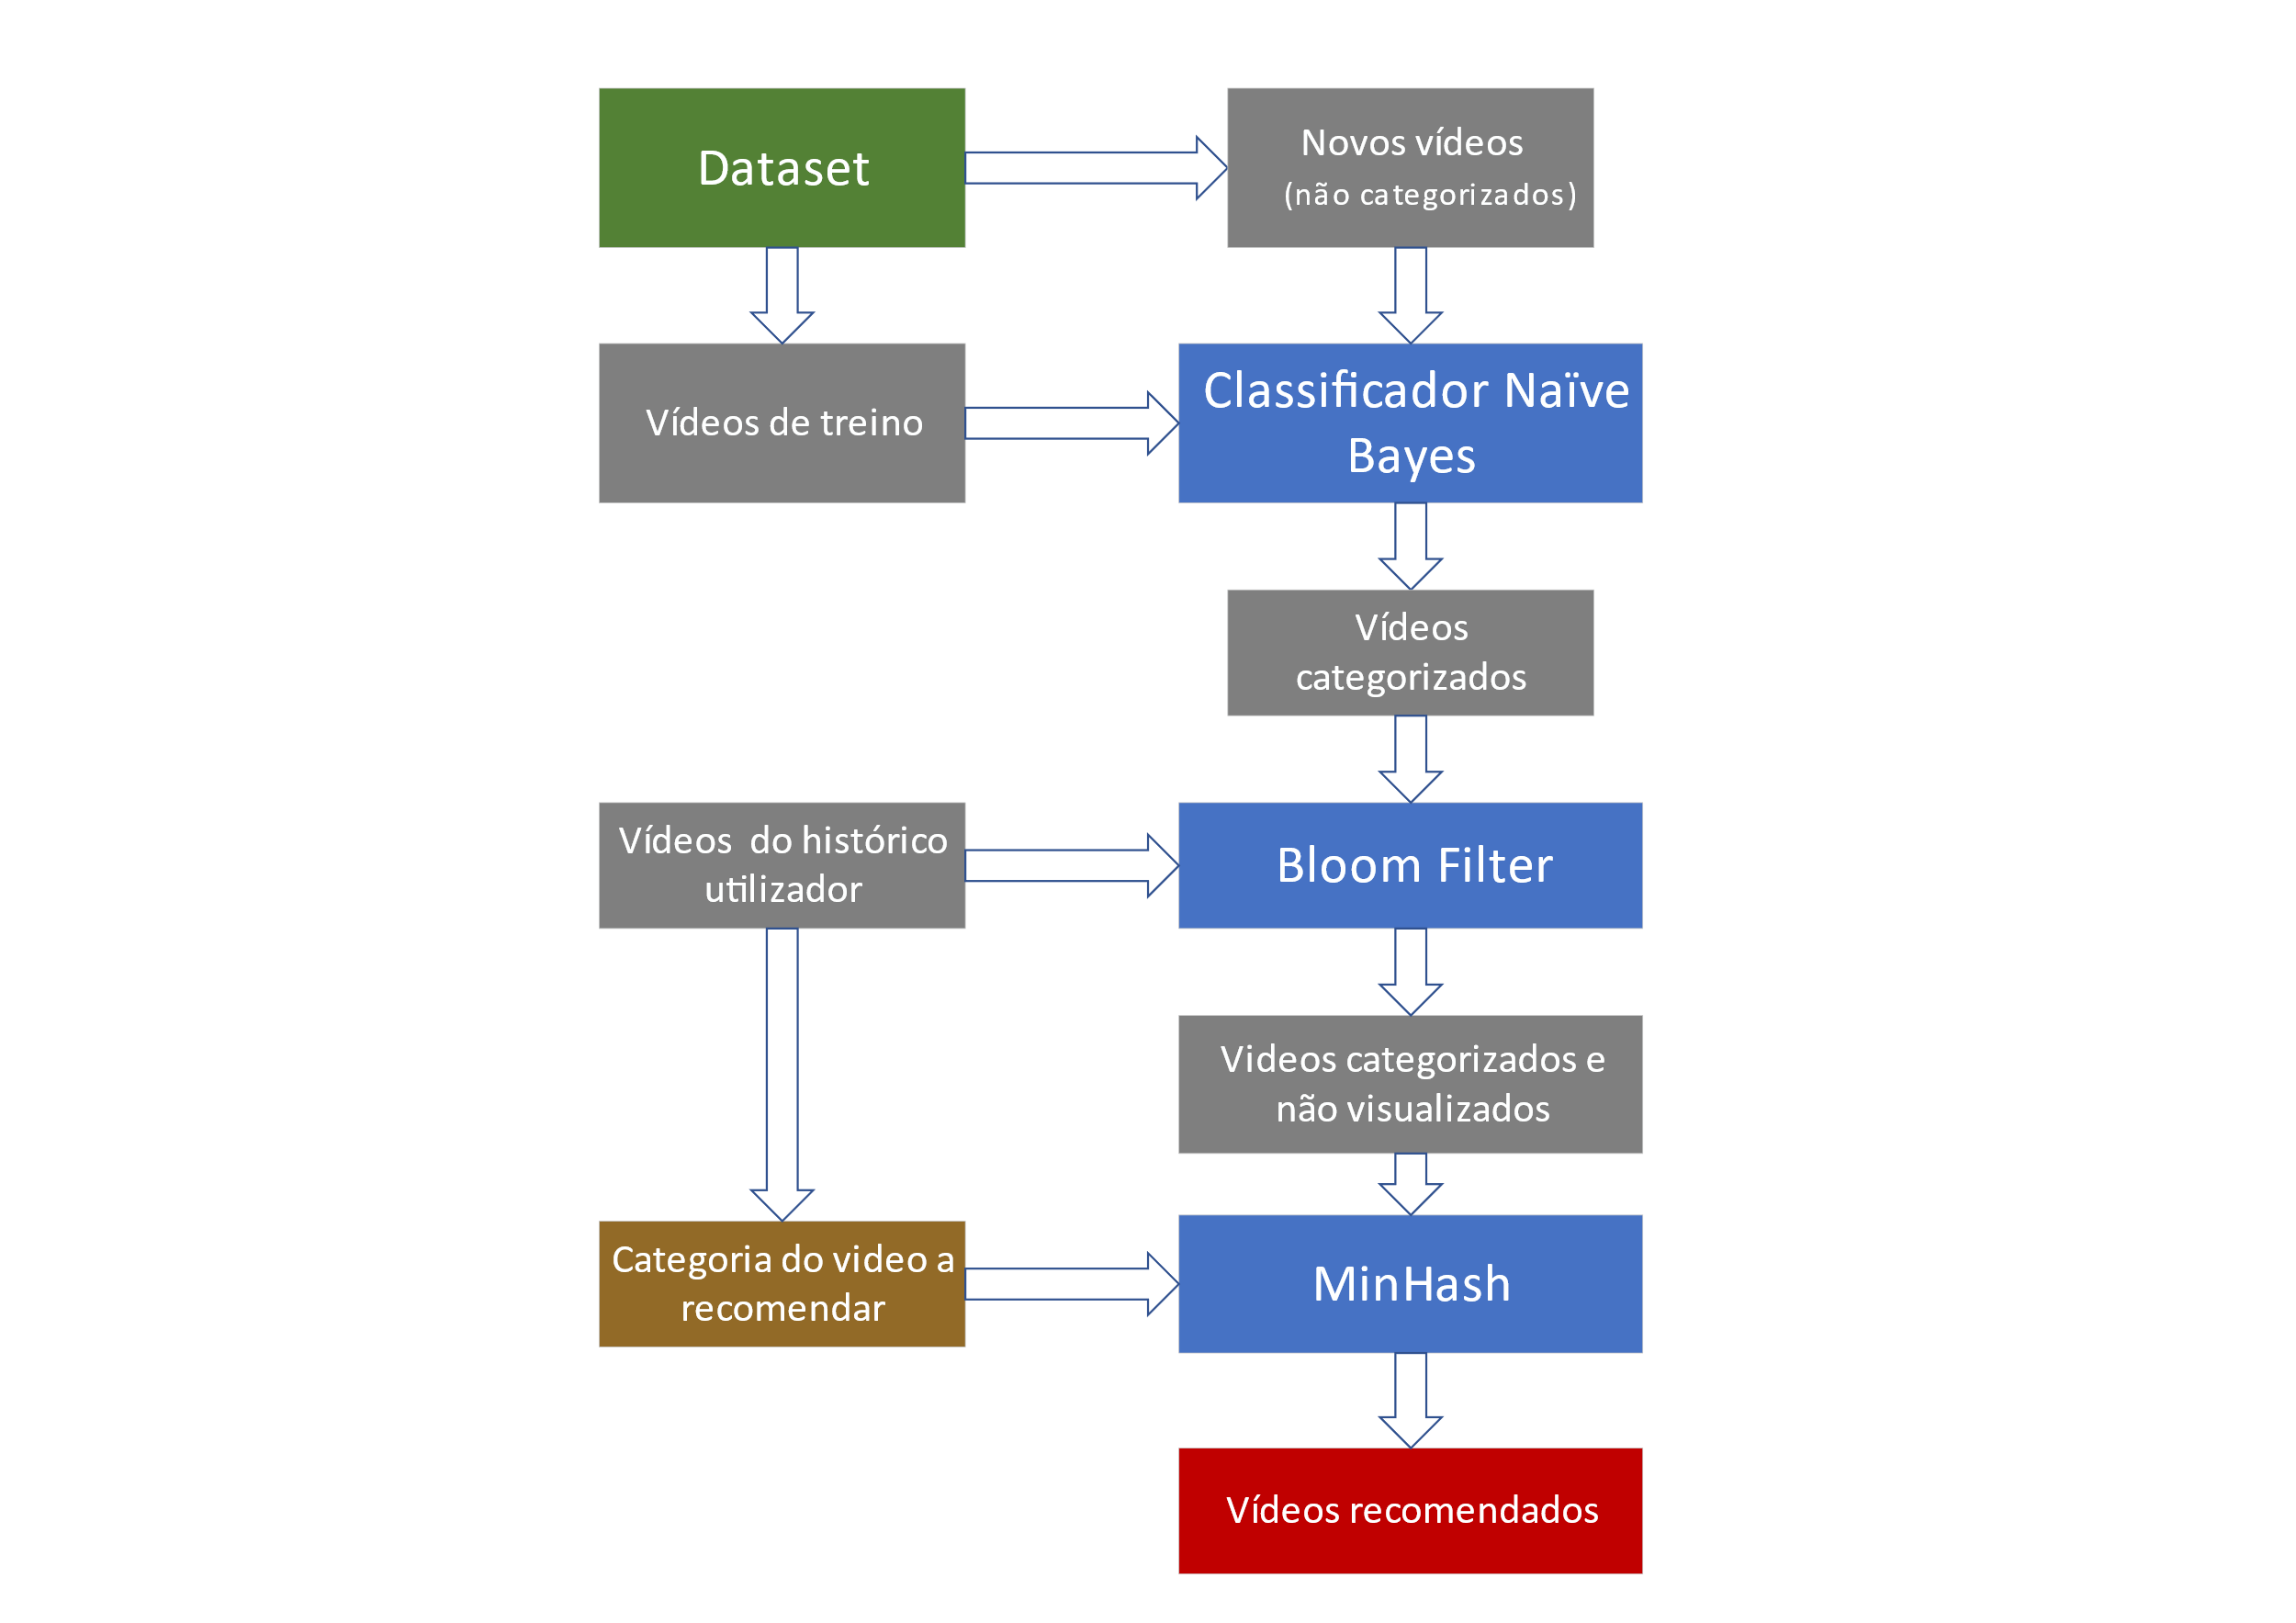 Dataset
Novos vídeos
(não categorizados)
Vídeos de treino
Classificador Naïve
Bayes
Vídeos
categorizados
Vídeos  do histórico
utilizador
Bloom Filter
Videos categorizados e
não visualizados
Categoria do video a
recomendar
MinHash
Vídeos recomendados